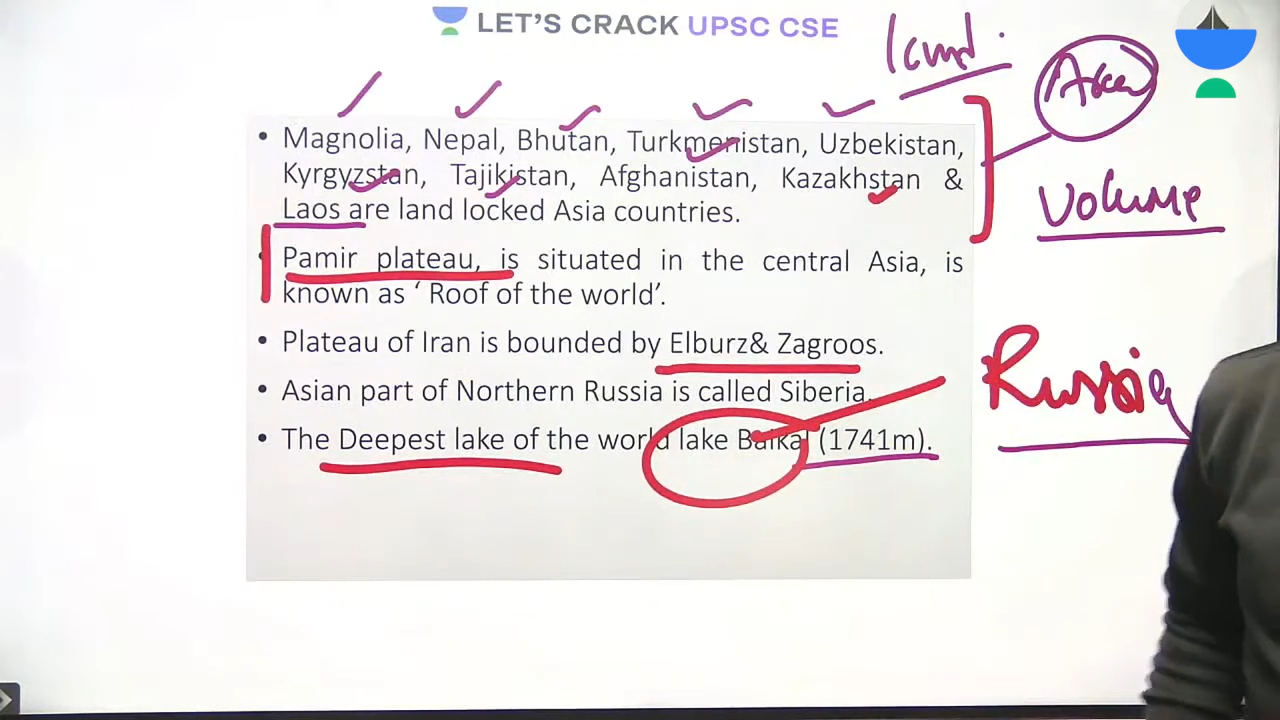 LET'S CRACK UPSC CSE
land.
Area
• Magnolia, Nepal, Bhutan, Turkmenistan, Uzbekistan,
Kyrgyzstan, Tajikistan, Afghanistan, Kazakhstan &
Laos are land locked Asia countries.
volume
• Pamir plateau, is situated in the central Asia, is
known as ‘ Roof of the world’.
• Plateau of Iran is bounded by Elburz& Zagroos.
Russia
• Asian part of Northern Russia is called Siberia.
• The Deepest lake of the world lake Baikal (1741m).